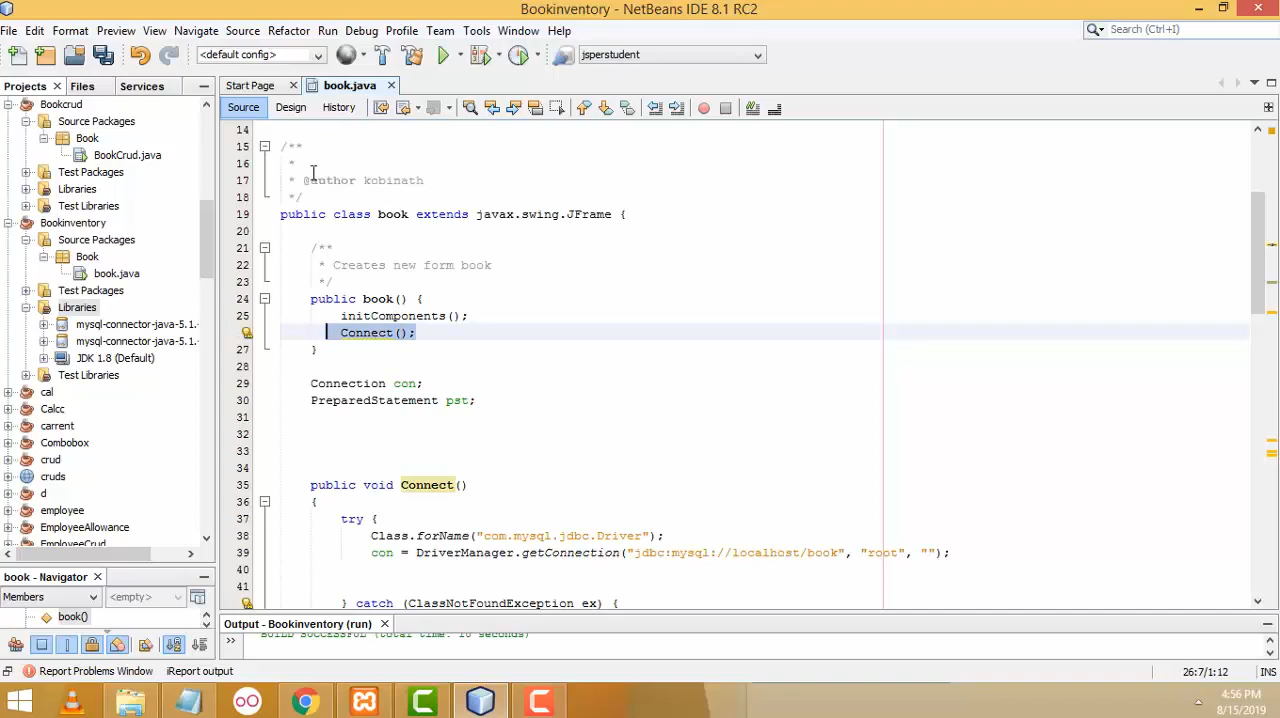 Bookinventory - NetBeans IDE 8.1 RC2
File Edit View Navigate Source Refactor Run Debug Profile Team Tools Window Help
Search (Ctrl+I)
<default config>
jsperstudent
Projects Files Services
Start Page book.java
Source Design History
Bookcrud
Source Packages
Book
BookCrud.java
Test Packages
Libraries
Test Libraries
Bookinventory
Source Packages
Book
book.java
Test Packages
Libraries
mysql-connector-java-5.1.-
mysql-connector-java-5.1.-
JDK 1.8 (Default)
Test Libraries
cal
Calcc
carrent
Combobox
crud
cruds
d
employee
EmployeeAllowance
EmployeeCrud
14
15 /**
16 *
17 * @author kobinath
18 */
19 public class book extends javax.swing.JFrame {
20
21 /**
22 * Creates new form book
23 */
24 public book() {
25 initComponents();
Connect();
27 }
28
29 Connection con;
30 PreparedStatement pst;
31
32
33
34
35 public void Connect()
36 {
37 try {
38 Class.forName("com.mysql.jdbc.Driver");
39 con = DriverManager.getConnection("jdbc:mysql://localhost/book", "root", "");
40
41
} catch (ClassNotFoundException ex) {
book - Navigator
Members <empty>
book()
Output - Bookinventory (run)
BUILD SUCCESSFUL (total time: 10 seconds)
Report Problems Window iReport output
26:7/1:12 INS
4:56 PM
8/15/2019